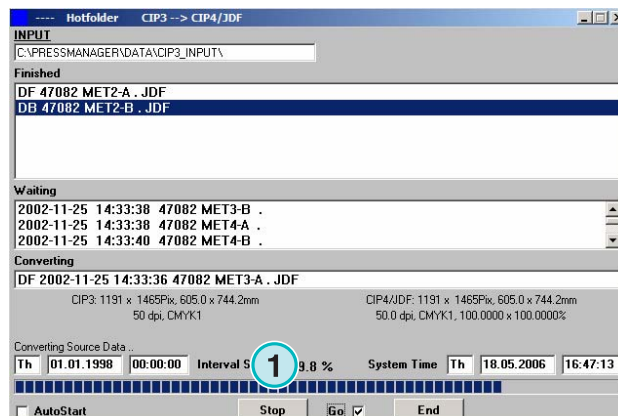 ---- Hotfolder CIP3 --> CIP4/JDF
INPUT
C:\PRESSMANAGER\DATA\CIP3_INPUT\
Finished
DF 47082 MET2-A . JDF
DB 47082 MET2-B . JDF
Waiting
2002-11-25 14:33:38 47082 MET3-B .
2002-11-25 14:33:38 47082 MET4-A .
2002-11-25 14:33:40 47082 MET4-B .
Converting
DF 2002-11-25 14:33:36 47082 MET3-A . JDF
CIP3: 1191 x 1465Pix, 605.0 x 744.2mm CIP4/JDF: 1191 x 1465Pix, 605.0 x 744.2mm
50 dpi, CMYK1 50.0 dpi, CMYK1, 100.0000 x 100.0000%
Converting Source Data ..
Th 01.01.1998 00:00:00 Interval S 1 9.8 % System Time Th 18.05.2006 16:47:13
AutoStart Stop Go End